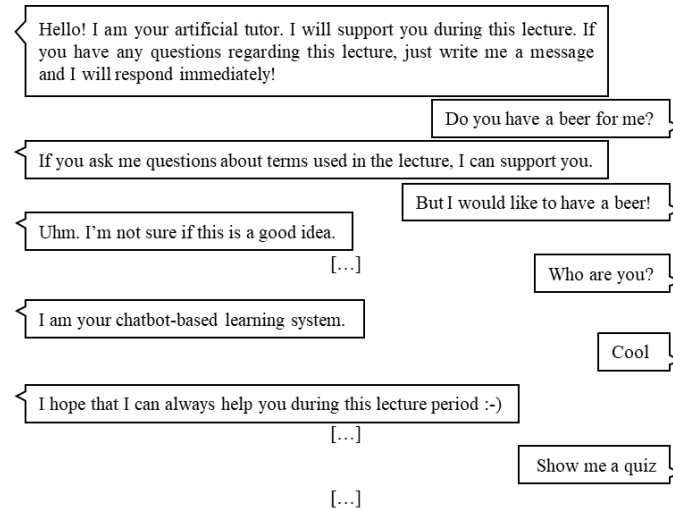 Hello! I am your artificial tutor. I will support you during this lecture. If
you have any questions regarding this lecture, just write me a message
and I will respond immediately!
Do you have a beer for me?
If you ask me questions about terms used in the lecture, I can support you.
But I would like to have a beer!
Uhm. I'm not sure if this is a good idea.
[…]
Who are you?
I am your chatbot-based learning system.
Cool
I hope that I can always help you during this lecture period :-)
[…]
Show me a quiz
[…]